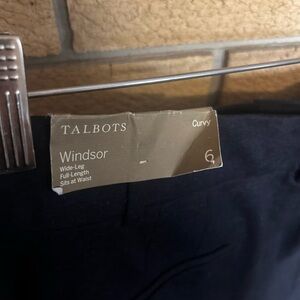 TALBOTS
Curvy
Windsor
6
Wide-Leg
Full-Length
Sits at Waist